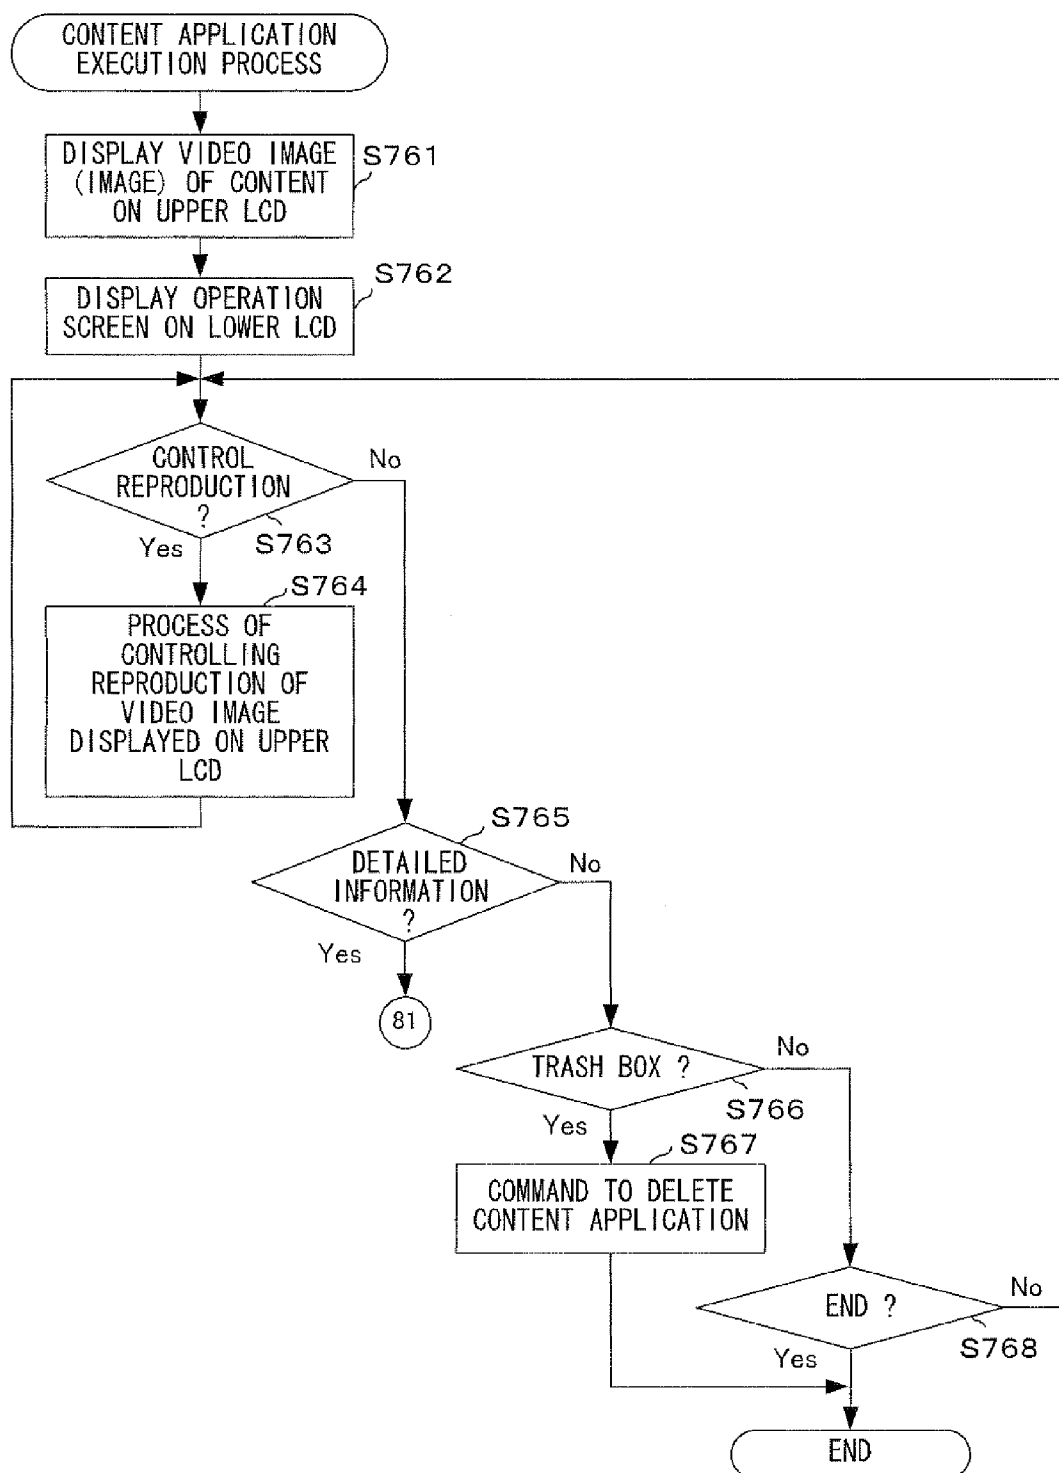 CONTENT APPLICATION
EXECUTION PROCESS
DISPLAY VIDEO IMAGE
(IMAGE) OF CONTENT
ON UPPER LCD
S761
DISPLAY OPERATION
SCREEN ON LOWER LCD
S762
CONTROL
REPRODUCTION
?
No
S763
Yes
S764
PROCESS OF
CONTROLLING
REPRODUCTION OF
VIDEO IMAGE
DISPLAYED ON UPPER
LCD
S765
DETAILED
INFORMATION
?
No
Yes
81
TRASH BOX ?
No
S766
Yes
S767
COMMAND TO DELETE
CONTENT APPLICATION
END ?
No
S768
Yes
END